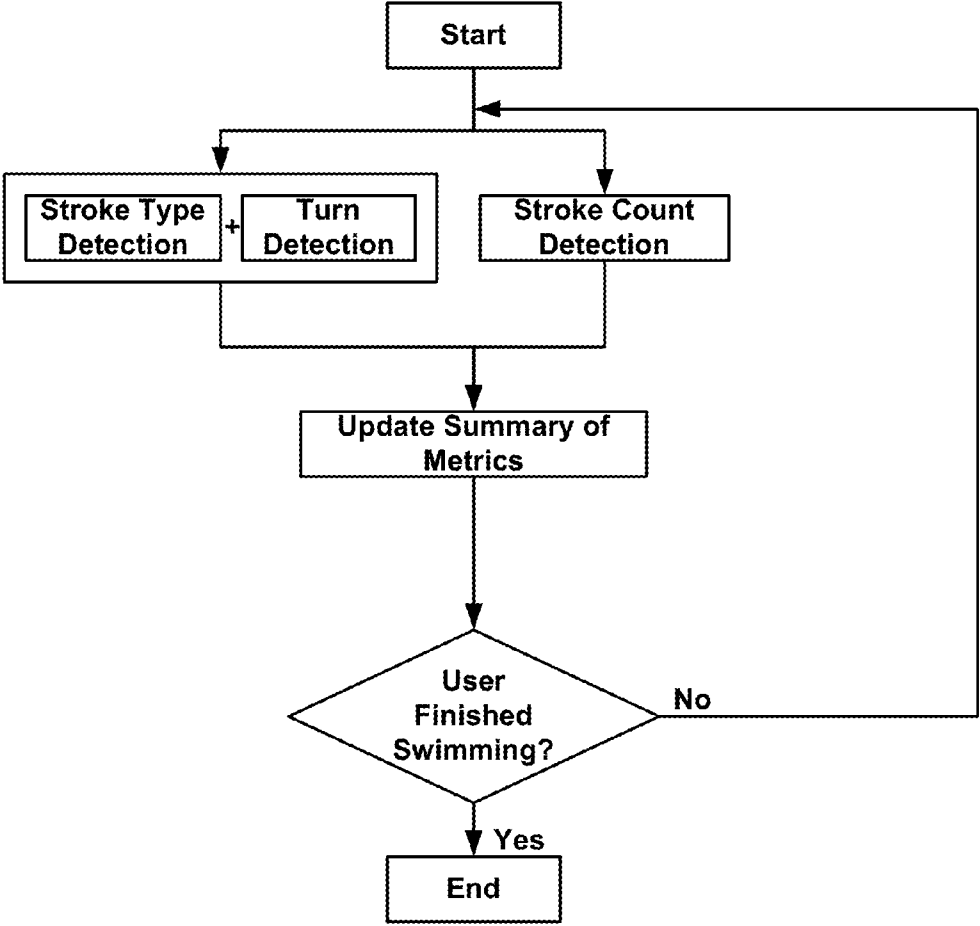 Start
Stroke Type
Detection
+
Turn
Detection
Stroke Count
Detection
Update Summary of
Metrics
User
Finished
Swimming?
No
Yes
End